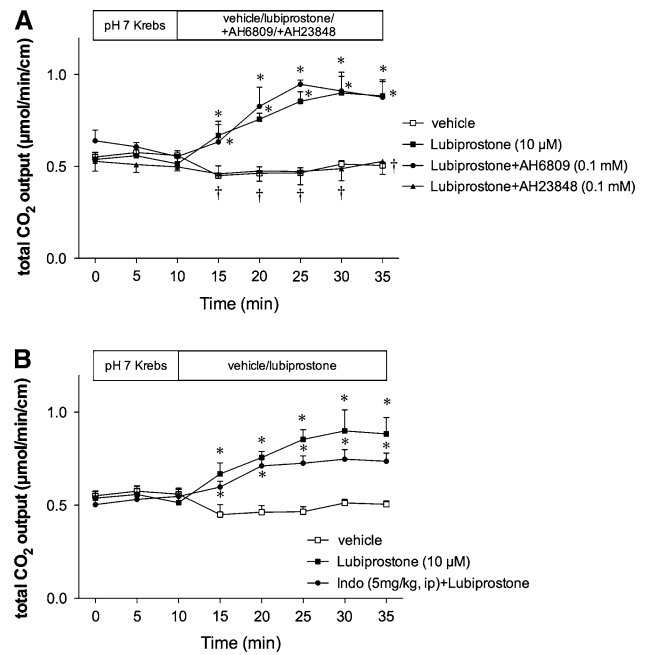 A
pH 7 Krebs
vehicle/lubiprostone/
+AH6809/+AH23848
total CO2 output (μmol/min/cm)
1.0
0.5
0.0
* * * * *
* * * * *
† † † † †
0 5 10 15 20 25 30 35
Time (min)
vehicle
Lubiprostone (10 μM)
Lubiprostone+AH6809 (0.1 mM)
Lubiprostone+AH23848 (0.1 mM)
B
pH 7 Krebs
vehicle/lubiprostone
total CO2 output (μmol/min/cm)
1.0
0.5
0.0
* * * * *
* * * * *
0 5 10 15 20 25 30 35
Time (min)
vehicle
Lubiprostone (10 μM)
Indo (5mg/kg, ip)+Lubiprostone